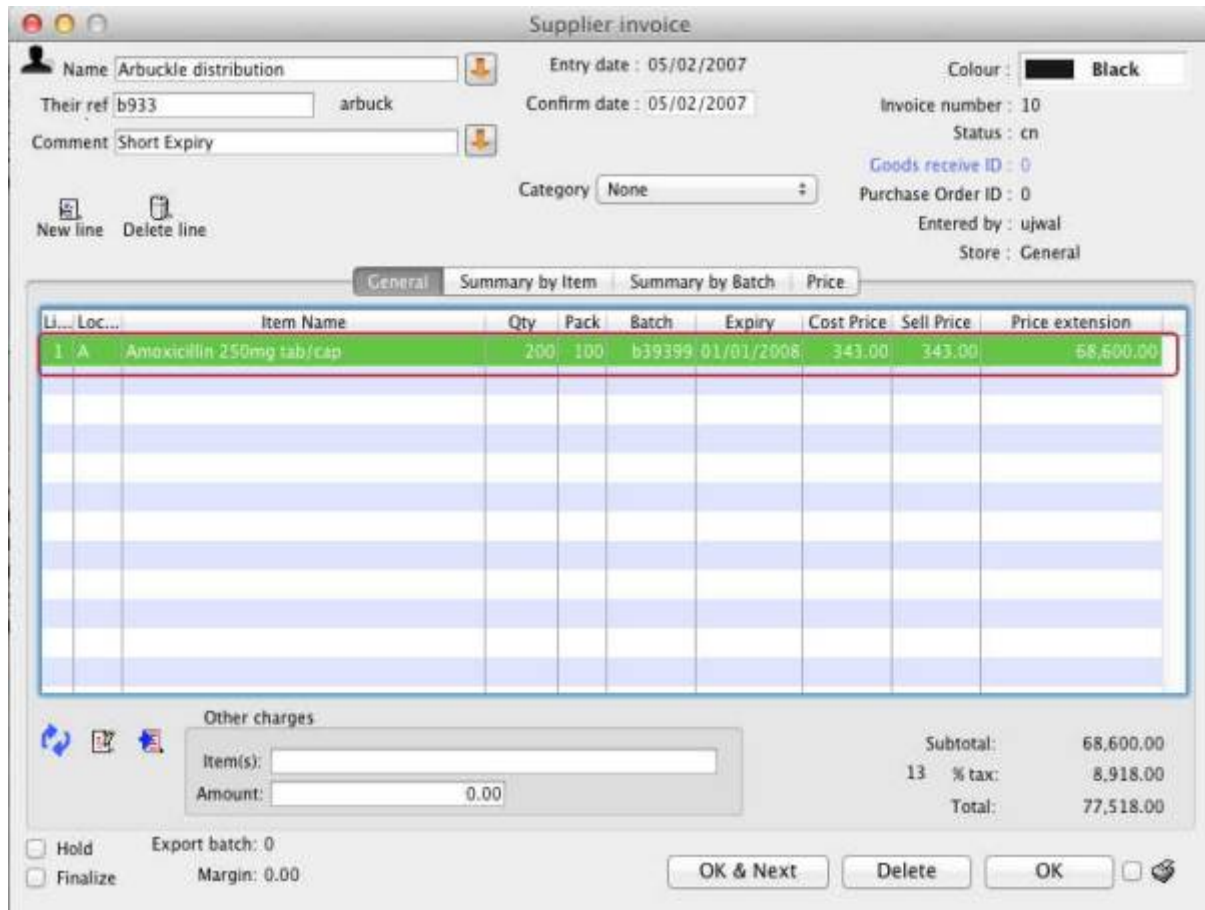 Supplier invoice
Name Arbuckle distribution
Entry date : 05/02/2007
Colour : Black
Their ref b933 arbuck
Confirm date : 05/02/2007
Invoice number : 10
Status : cn
Comment Short Expiry
Goods receive ID : 0
Category None
Purchase Order ID : 0
New line Delete line
Entered by : ujwal
Store : General
General Summary by Item Summary by Batch Price
Li... Loc... Item Name Qty Pack Batch Expiry Cost Price Sell Price Price extension
1 A Amoxicillin 250mg tab/cap 200 100 b39399 01/01/2008 343.00 343.00 68,600.00
Other charges
Item(s):
Amount: 0.00
Subtotal: 68,600.00
13 % tax: 8,918.00
Total: 77,518.00
Hold Export batch: 0
Finalize Margin: 0.00
OK & Next Delete OK